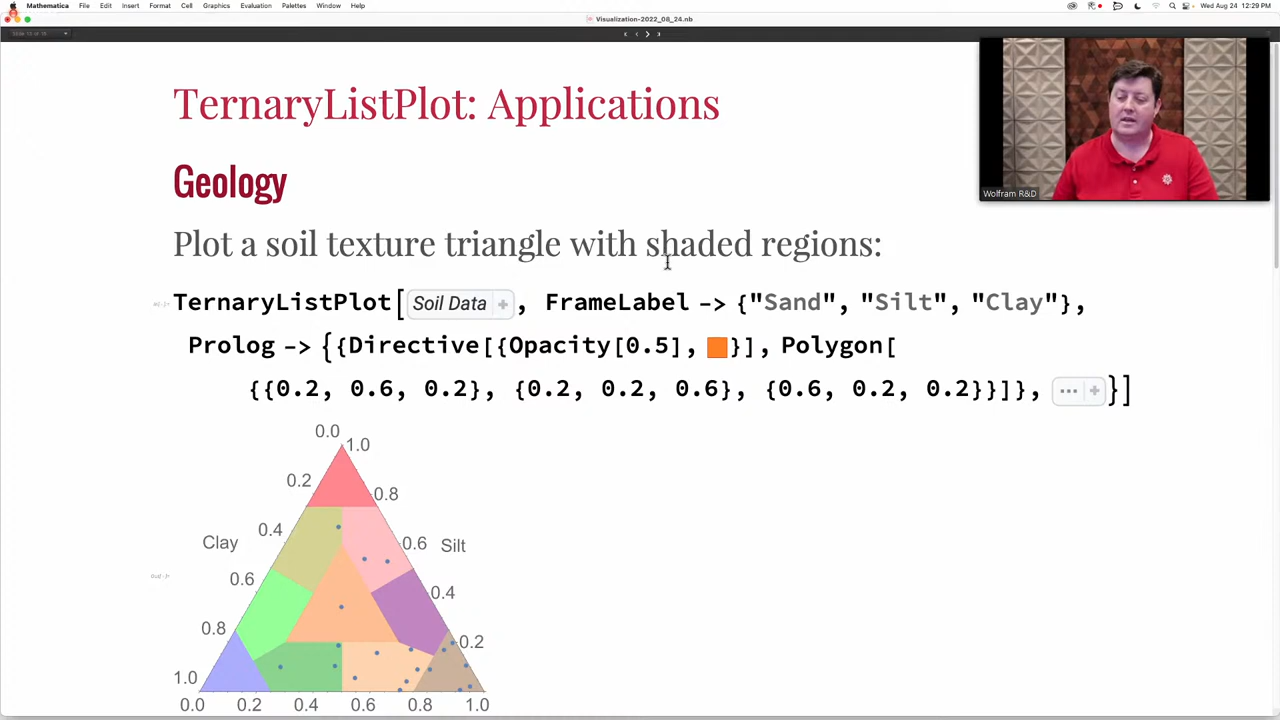 Mathematica File Edit Insert Format Cell Graphics Evaluation Palettes Window Help Wed Aug 24 12:29 PM
Visualization-2022_08_24.nb
TernaryListPlot: Applications
Wolfram R&D
Geology
Plot a soil texture triangle with shaded regions:
TernaryListPlot[Soil Data +, FrameLabel -> {"Sand", "Silt", "Clay"},
Prolog -> {{Directive[{Opacity[0.5], }], Polygon[
{{0.2, 0.6, 0.2}, {0.2, 0.2, 0.6}, {0.6, 0.2, 0.2}}]}, ... +}]
0.0
1.0
0.2
0.8
0.4
Clay
0.6
Silt
0.6
0.4
0.8
0.2
1.0
0.0 0.2 0.4 0.6 0.8 1.0